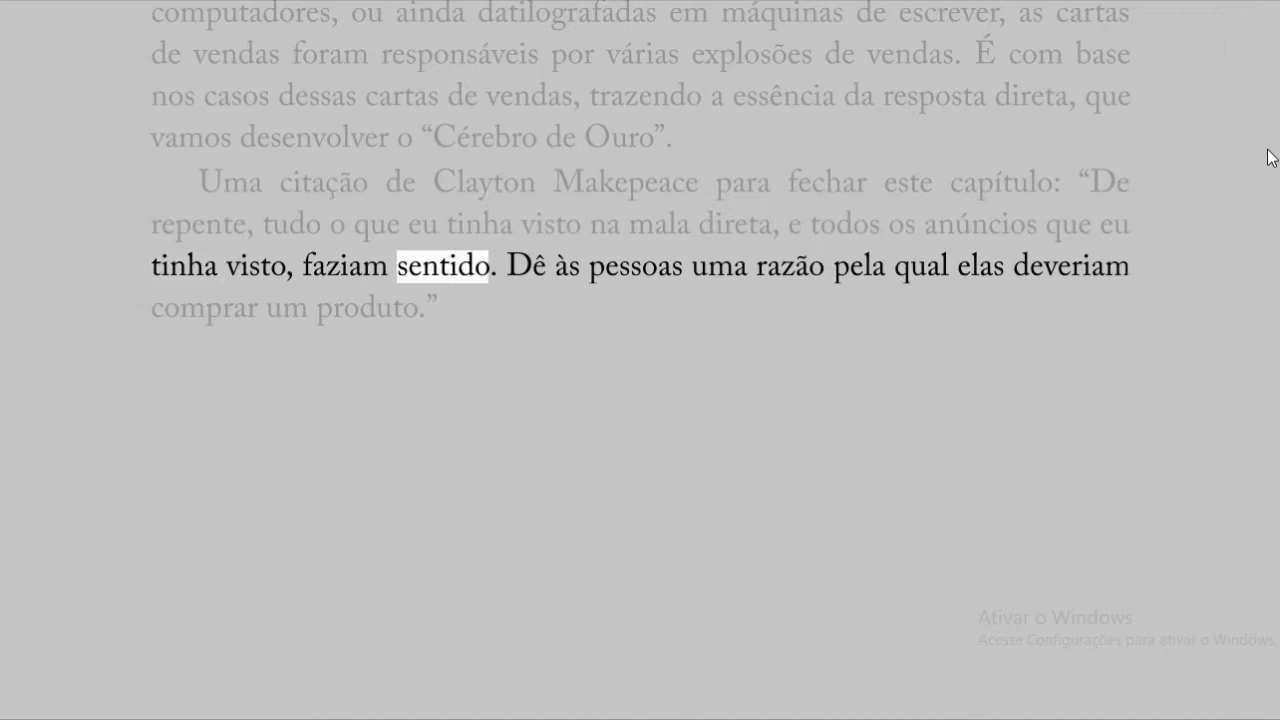 computadores, ou ainda datilografadas em máquinas de escrever, as cartas
de vendas foram responsáveis por várias explosões de vendas. É com base
nos casos dessas cartas de vendas, trazendo a essência da resposta direta, que
vamos desenvolver o “Cérebro de Ouro”.
Uma citação de Clayton Makepeace para fechar este capítulo: “De
repente, tudo o que eu tinha visto na mala direta, e todos os anúncios que eu
tinha visto, faziam sentido. Dê às pessoas uma razão pela qual elas deveriam
comprar um produto.”
Ativar o Windows
Acesse Configurações para ativar o Windows.